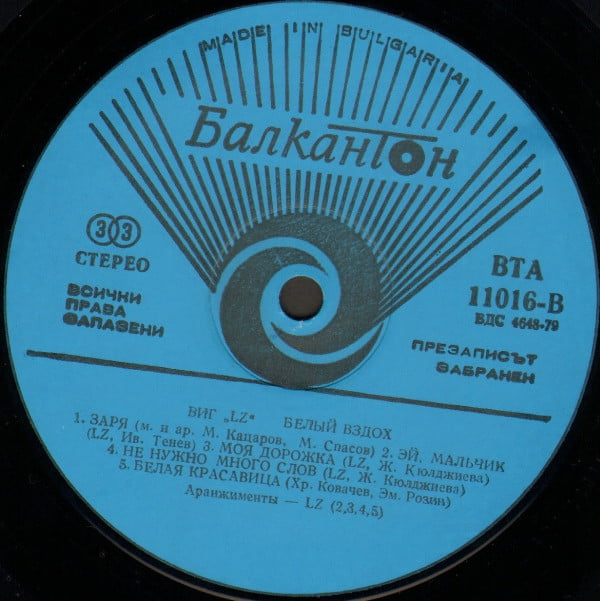 MADE IN BULGARIA
Балкантон
33
СТЕРЕО
ВСИЧНИ
ПРАВА
ЗАПАЗЕНИ
ВТА
11016-В
БДС 4648-79
ПРЕЗАПИСЪТ
ЗАБРАНЕН
ВИГ „LZ“ БЕЛЫЙ ВЗДОХ
1. ЗАРЯ (м. и ар. М. Кацаров, М. Спасов) 2. ЭЙ, МАЛЬЧИК
(LZ, Ив. Тенев) 3. МОЯ ДОРОЖКА (LZ, Ж. Кюлджиева)
4. НЕ НУЖНО МНОГО СЛОВ (LZ, Ж. Кюлджиева)
5. БЕЛАЯ КРАСАВИЦА (Хр. Ковачев, Эм. Розин)
Аранжименты — LZ (2,3,4,5)